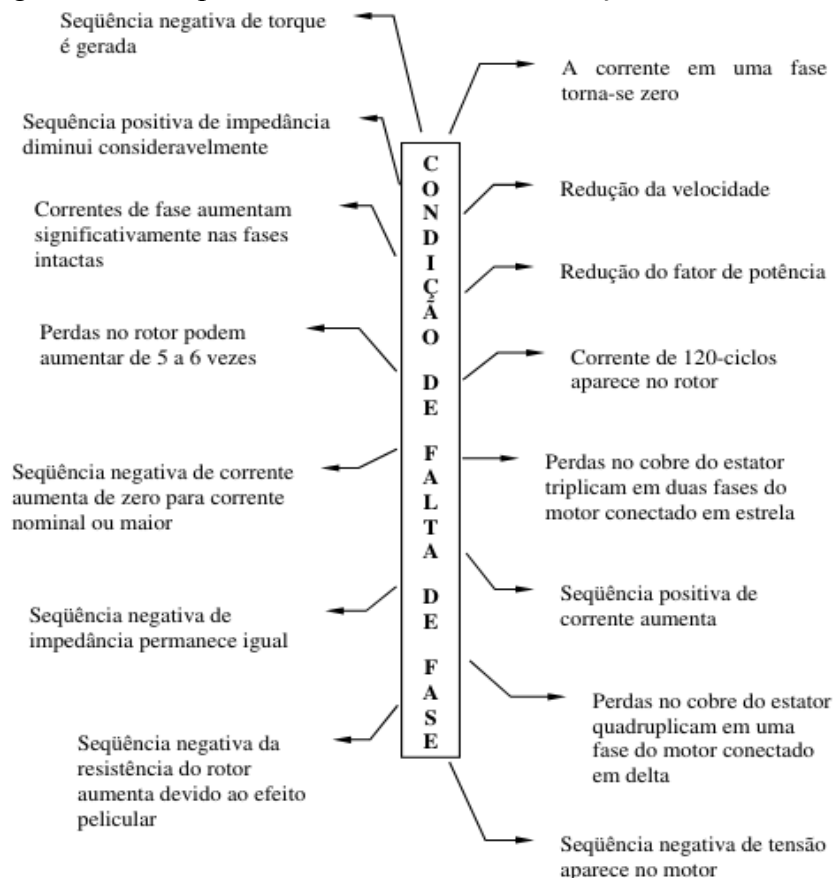 Seqüência negativa de torque
é gerada
Sequência positiva de impedância
diminui consideravelmente
Correntes de fase aumentam
significativamente nas fases
intactas
Perdas no rotor podem
aumentar de 5 a 6 vezes
Seqüência negativa de corrente
aumenta de zero para corrente
nominal ou maior
Seqüência negativa de
impedância permanece igual
Seqüência negativa da
resistência do rotor
aumenta devido ao efeito
pelicular
CONDIÇÃO DE FALTA DE FASE
A corrente em uma fase
torna-se zero
Redução da velocidade
Redução do fator de potência
Corrente de 120-ciclos
aparece no rotor
Perdas no cobre do estator
triplicam em duas fases do
motor conectado em estrela
Seqüência positiva de
corrente aumenta
Perdas no cobre do estator
quadruplicam em uma
fase do motor conectado
em delta
Seqüência negativa de tensão
aparece no motor